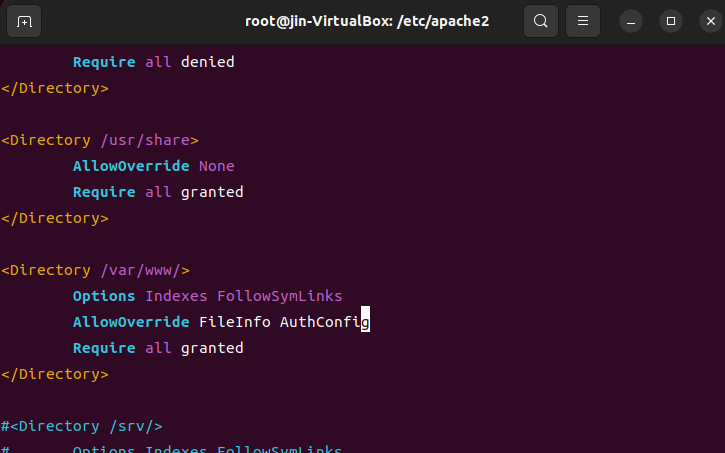 root@jin-VirtualBox: /etc/apache2
Require all denied
</Directory>
<Directory /usr/share>
AllowOverride None
Require all granted
</Directory>
<Directory /var/www/>
Options Indexes FollowSymLinks
AllowOverride FileInfo AuthConfig
Require all granted
</Directory>
#<Directory /srv/>
# Options Indexes FollowSymLinks